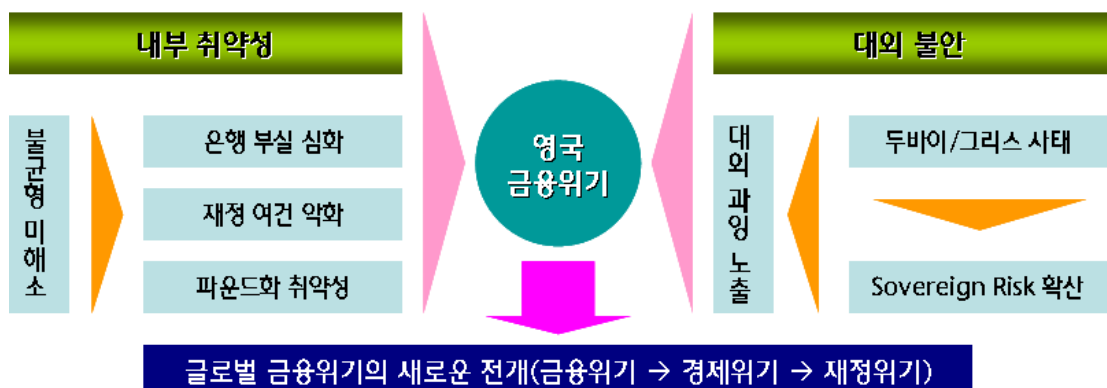 내부 취약성
불균형 미해소
은행 부실 심화
재정 여건 악화
파운드화 취약성
영국
금융위기
대외 불안
대외 과잉 노출
두바이/그리스 사태
Sovereign Risk 확산
글로벌 금융위기의 새로운 전개(금융위기 → 경제위기 → 재정위기)